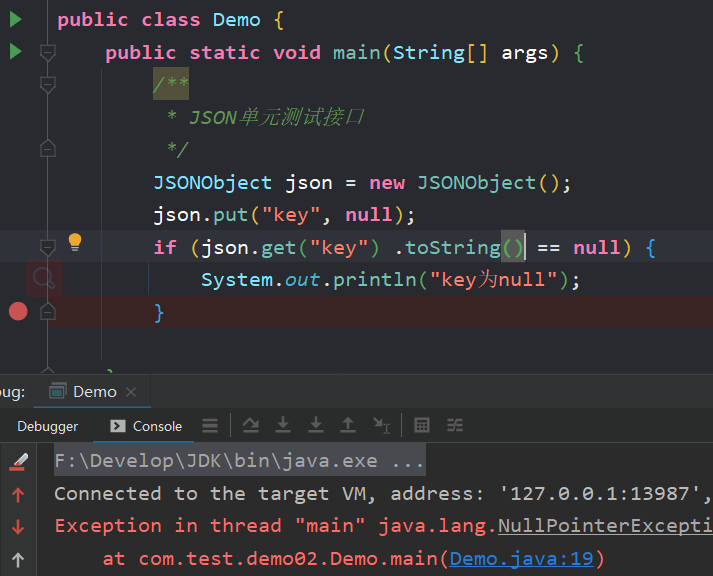 public class Demo {
public static void main(String[] args) {
/**
* JSON单元测试接口
*/
JSONObject json = new JSONObject();
json.put("key", null);
if (json.get("key") .toString() == null) {
System.out.println("key为null");
}
}
ug: Demo
Debugger Console
F:\Develop\JDK\bin\java.exe ...
Connected to the target VM, address: '127.0.0.1:13987',
Exception in thread "main" java.lang.NullPointerExcepti
at com.test.demo02.Demo.main(Demo.java:19)